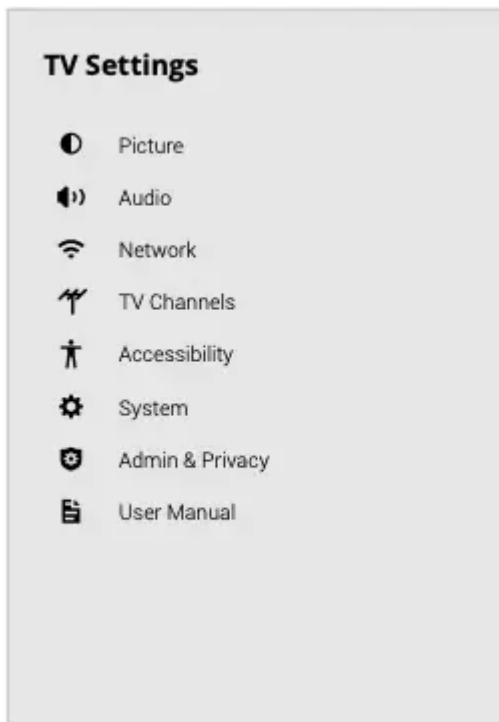 TV Settings
Picture
Audio
Network
TV Channels
Accessibility
System
Admin & Privacy
User Manual